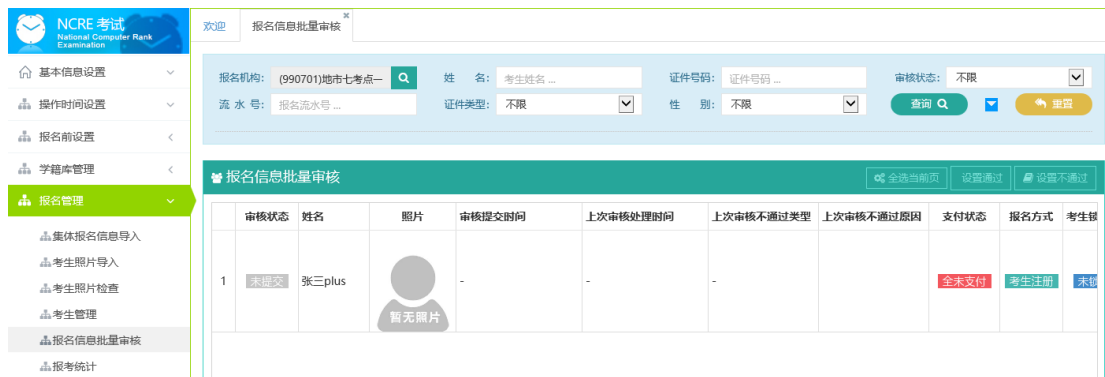 NCRE 考试
National Computer Rank
Examination
基本信息设置
操作时间设置
报名前设置
学籍库管理
报名管理
集体报名信息导入
考生照片导入
考生照片检查
考生管理
报名信息批量审核
报考统计
欢迎 报名信息批量审核 ×
报名机构: (990701)地市七考点一 姓 名: 考生姓名 ... 证件号码: 证件号码 ... 审核状态: 不限
流 水 号: 报名流水号 ... 证件类型: 不限 性 别: 不限 查询 重置
报名信息批量审核 全选当前页 设置通过 设置不通过
审核状态 姓名 照片 审核提交时间 上次审核处理时间 上次审核不通过类型 上次审核不通过原因 支付状态 报名方式 考生锁
1 未提交 张三plus 暂无照片 - - - 全未支付 考生注册 未锁